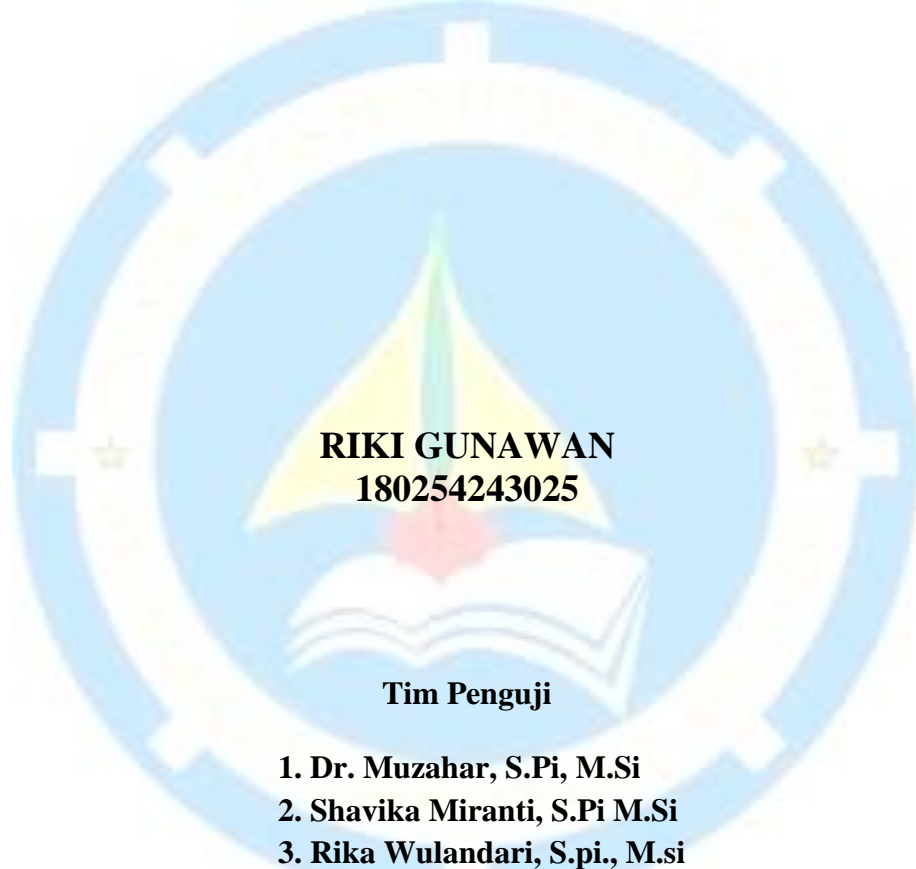 RIKI GUNAWAN
180254243025
Tim Penguji
1. Dr. Muzahar, S.Pi, M.Si
2. Shavika Miranti, S.Pi M.Si
3. Rika Wulandari, S.pi., M.si